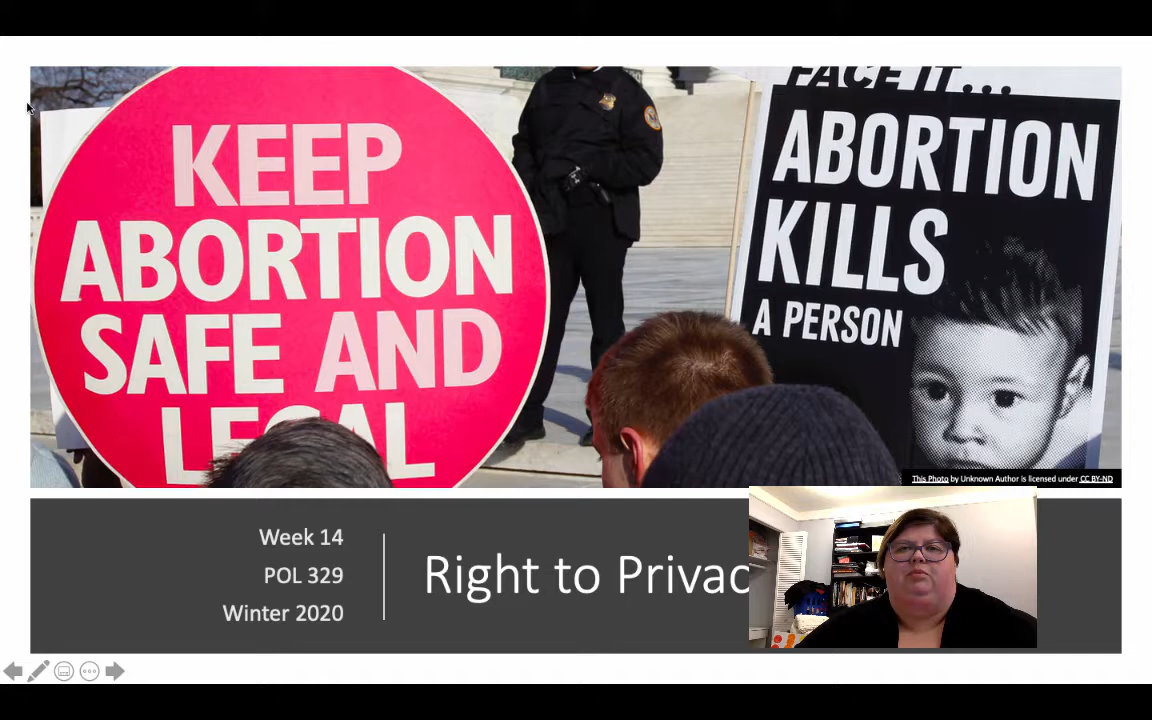 KEEP
ABORTION
SAFE AND
LEGAL
FACE IT...
ABORTION
KILLS
A PERSON
This Photo by Unknown Author is licensed under CC BY-ND
Week 14
POL 329
Winter 2020
Right to Privac